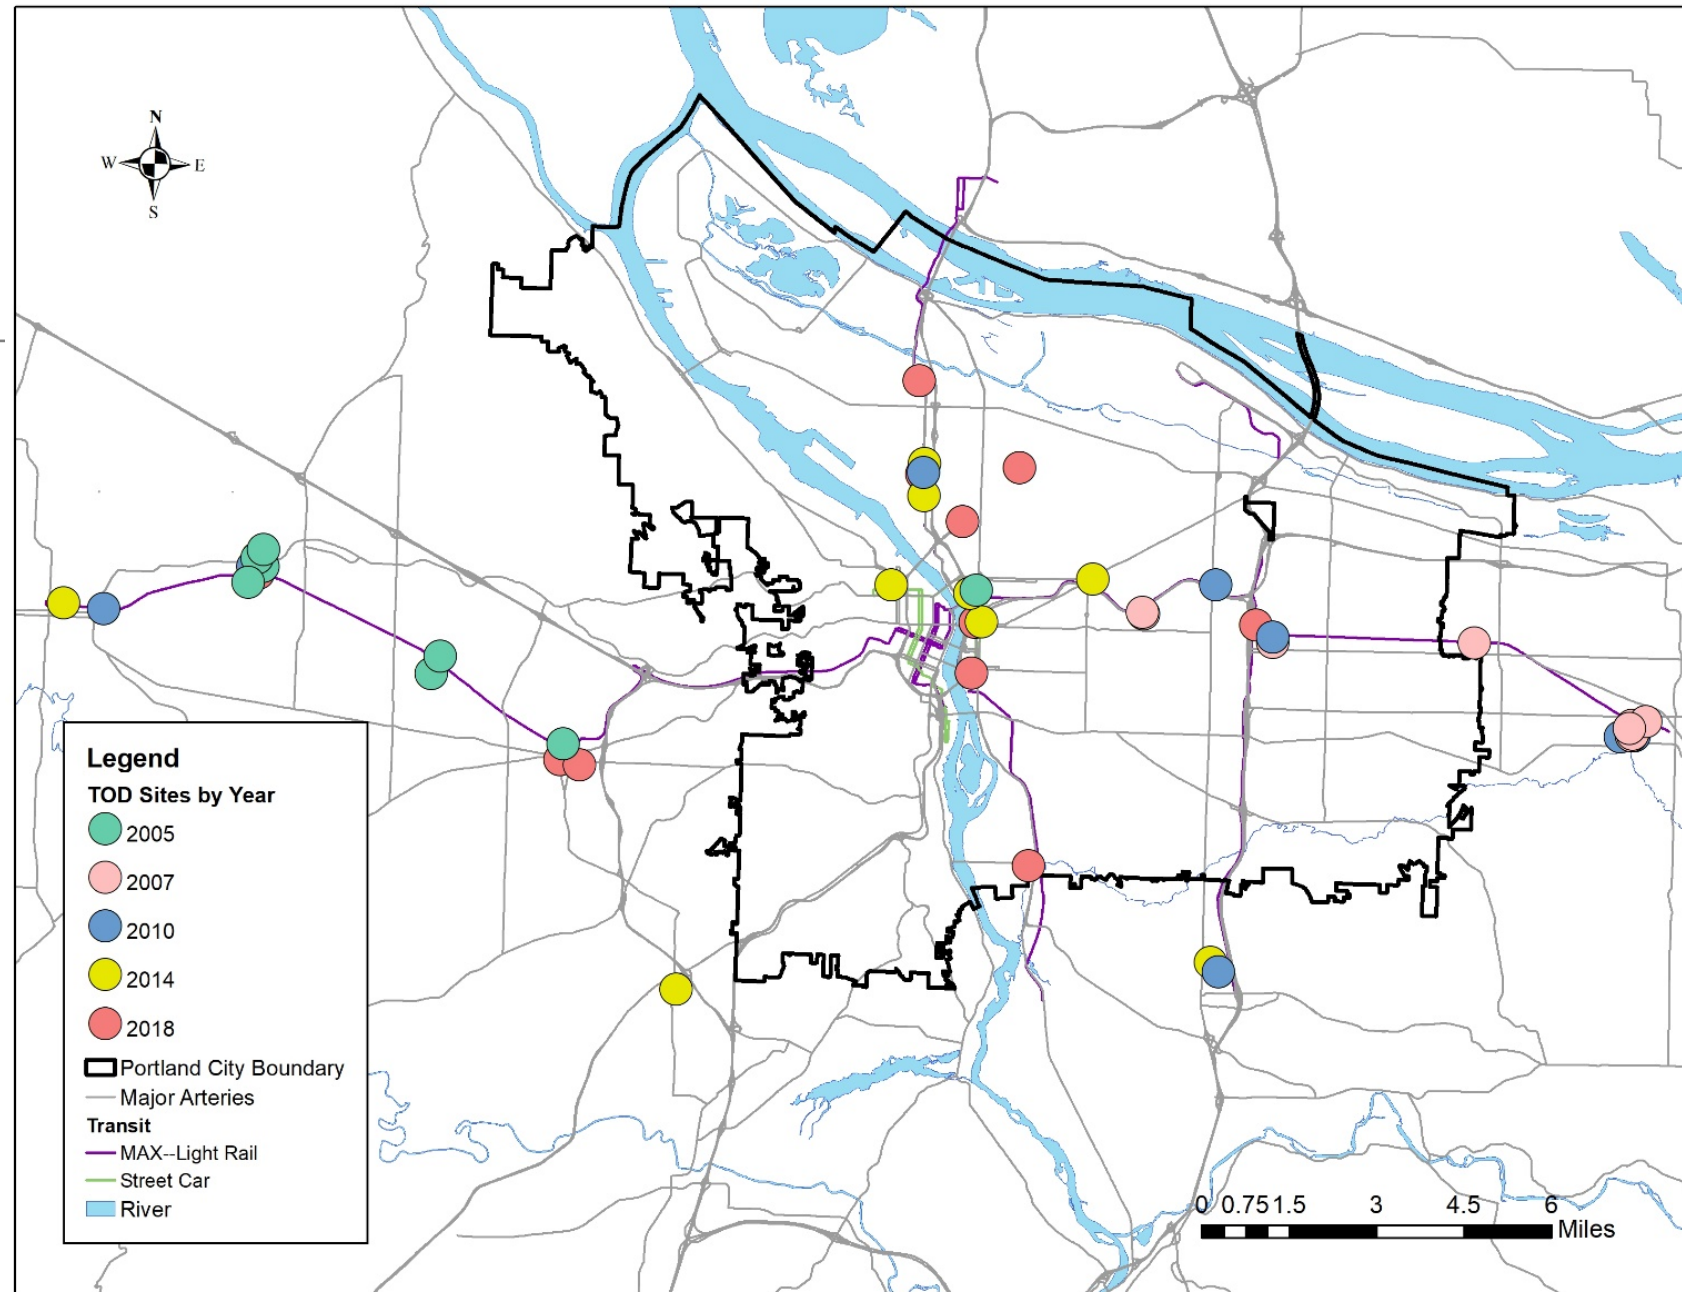 N
W E
S
Legend
TOD Sites by Year
2005
2007
2010
2014
2018
Portland City Boundary
Major Arteries
Transit
MAX--Light Rail
Street Car
River
0 0.75 1.5 3 4.5 6
Miles